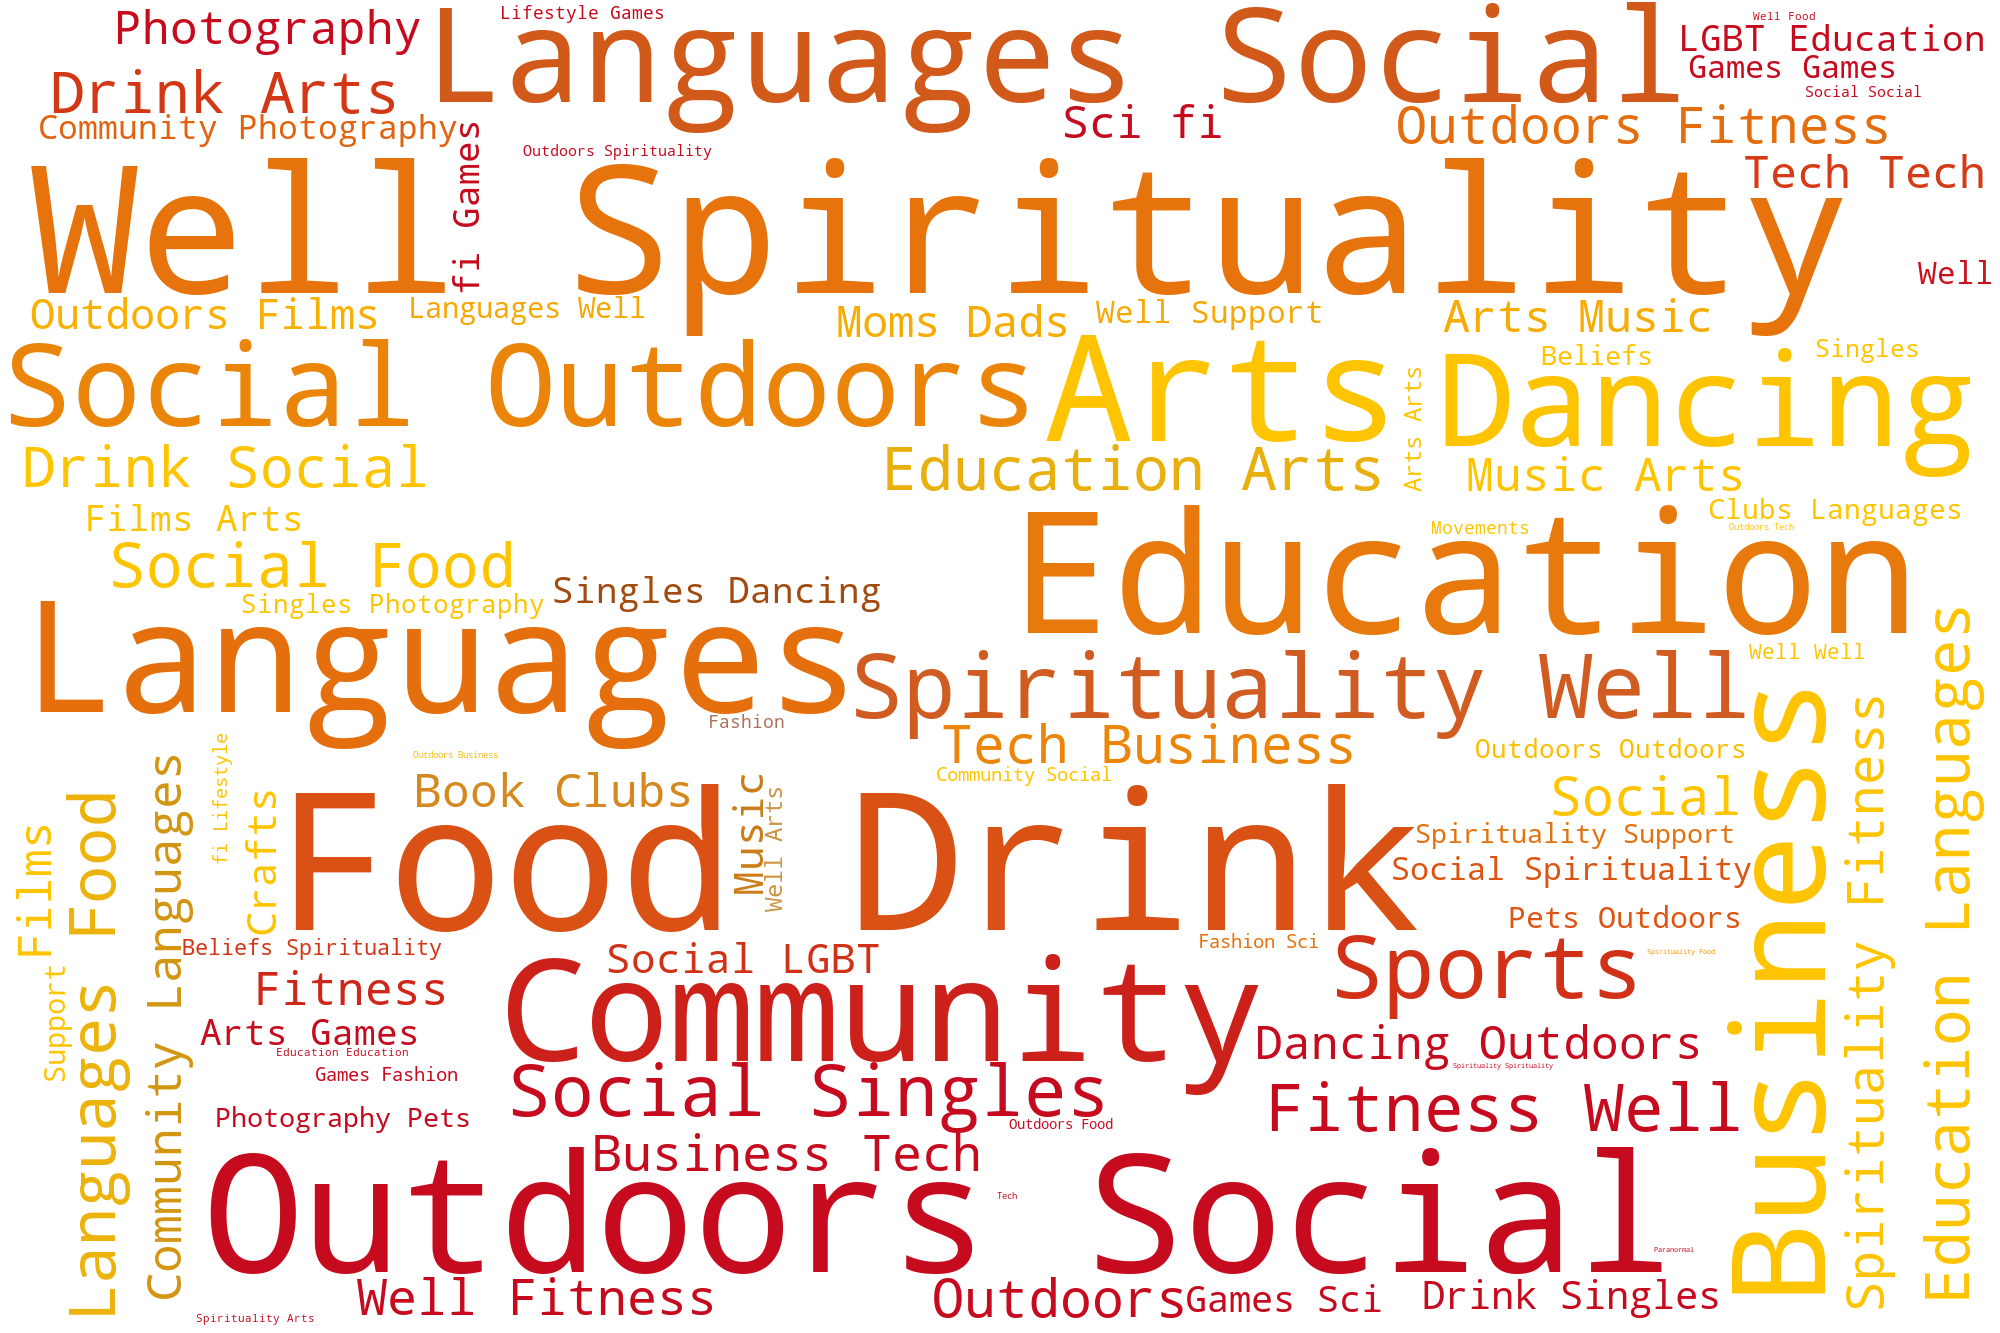 Photography
Lifestyle Games
Languages Social
Well Food
LGBT Education
Games Games
Social Social
Drink Arts
Community Photography
fi Games
Outdoors Spirituality
Sci fi
Outdoors Fitness
Tech Tech
Well Spirituality
Well
Outdoors Films
Languages Well
Moms Dads
Well Support
Arts Music
Social Outdoors
Arts
Arts Arts
Beliefs
Singles
Dancing
Drink Social
Education Arts
Music Arts
Films Arts
Movements
Clubs Languages
Outdoors Tech
Education
Social Food
Singles Photography
Singles Dancing
Languages
Fashion
Spirituality Well
Well Well
Tech Business
Outdoors Outdoors
Community Social
Outdoors Business
Book Clubs
Music
Well Arts
Social
Food Drink
Spirituality Support
Social Spirituality
Pets Outdoors
Business
Spirituality Fitness
Education Languages
Films
Support
Languages Food
Community Languages
fi Lifestyle
Crafts
Beliefs Spirituality
Social LGBT
Fashion Sci
Sports
Spirituality Food
Fitness
Community
Arts Games
Education Education
Games Fashion
Dancing Outdoors
Spirituality Spirituality
Social Singles
Photography Pets
Outdoors Food
Fitness Well
Business Tech
Outdoors Social
Tech
Paranormal
Well Fitness
Outdoors
Games Sci
Drink Singles
Spirituality Arts